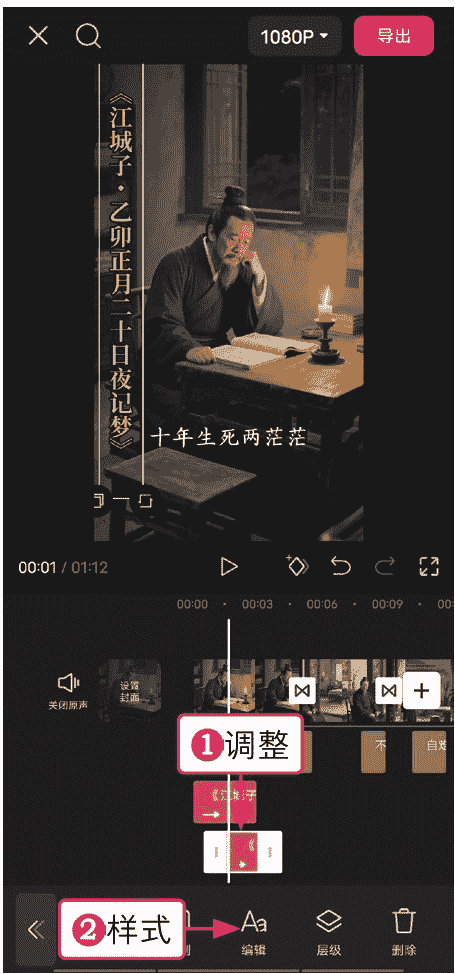 1080P
导出
《江城子·乙卯正月二十日夜记梦》
十年生死两茫茫
00:01 / 01:12
00:00 · 00:03 · 00:06 · 00:09 · 00:
关闭原声
设置
封面
❶调整
不
自难
《江城子
《
❷样式
Aa
编辑
层级
删除